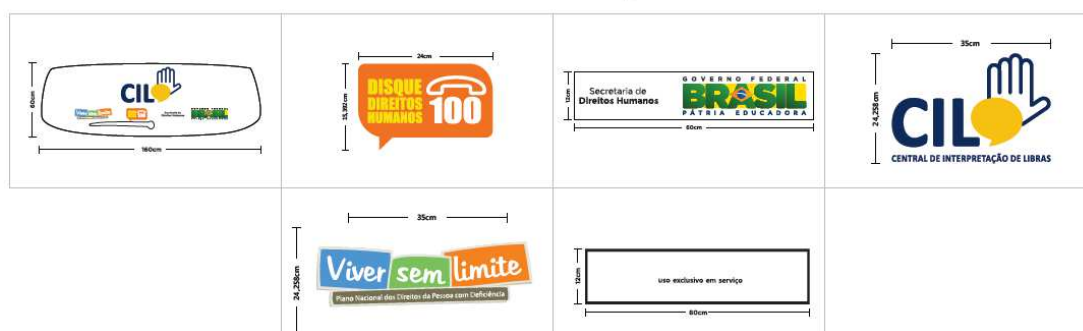 60cm
CIL
160cm
24cm
15,392cm
DISQUE
DIREITOS
HUMANOS
100
12cm
Secretaria de
Direitos Humanos
GOVERNO FEDERAL
BRASIL
PÁTRIA EDUCADORA
60cm
35cm
24,258cm
CIL
CENTRAL DE INTERPRETAÇÃO DE LIBRAS
35cm
24,258cm
Viver sem limite
Plano Nacional dos Direitos da Pessoa com Deficiência
12cm
uso exclusivo em serviço
60cm